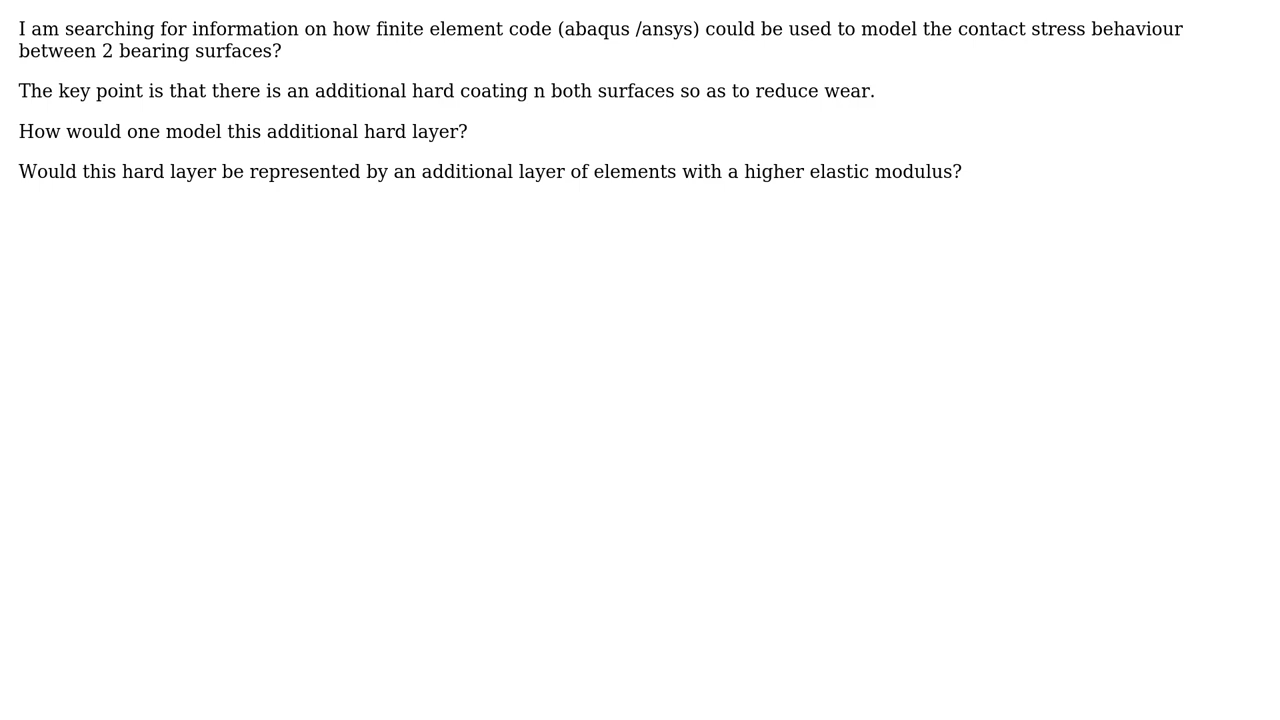 I am searching for information on how finite element code (abaqus /ansys) could be used to model the contact stress behaviour
between 2 bearing surfaces?
The key point is that there is an additional hard coating n both surfaces so as to reduce wear.
How would one model this additional hard layer?
Would this hard layer be represented by an additional layer of elements with a higher elastic modulus?